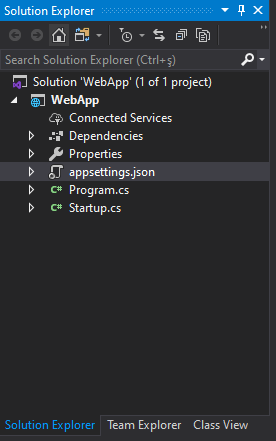 Solution Explorer
Search Solution Explorer (Ctrl+ş)
Solution 'WebApp' (1 of 1 project)
WebApp
Connected Services
Dependencies
Properties
appsettings.json
C# Program.cs
C# Startup.cs
Solution Explorer Team Explorer Class View